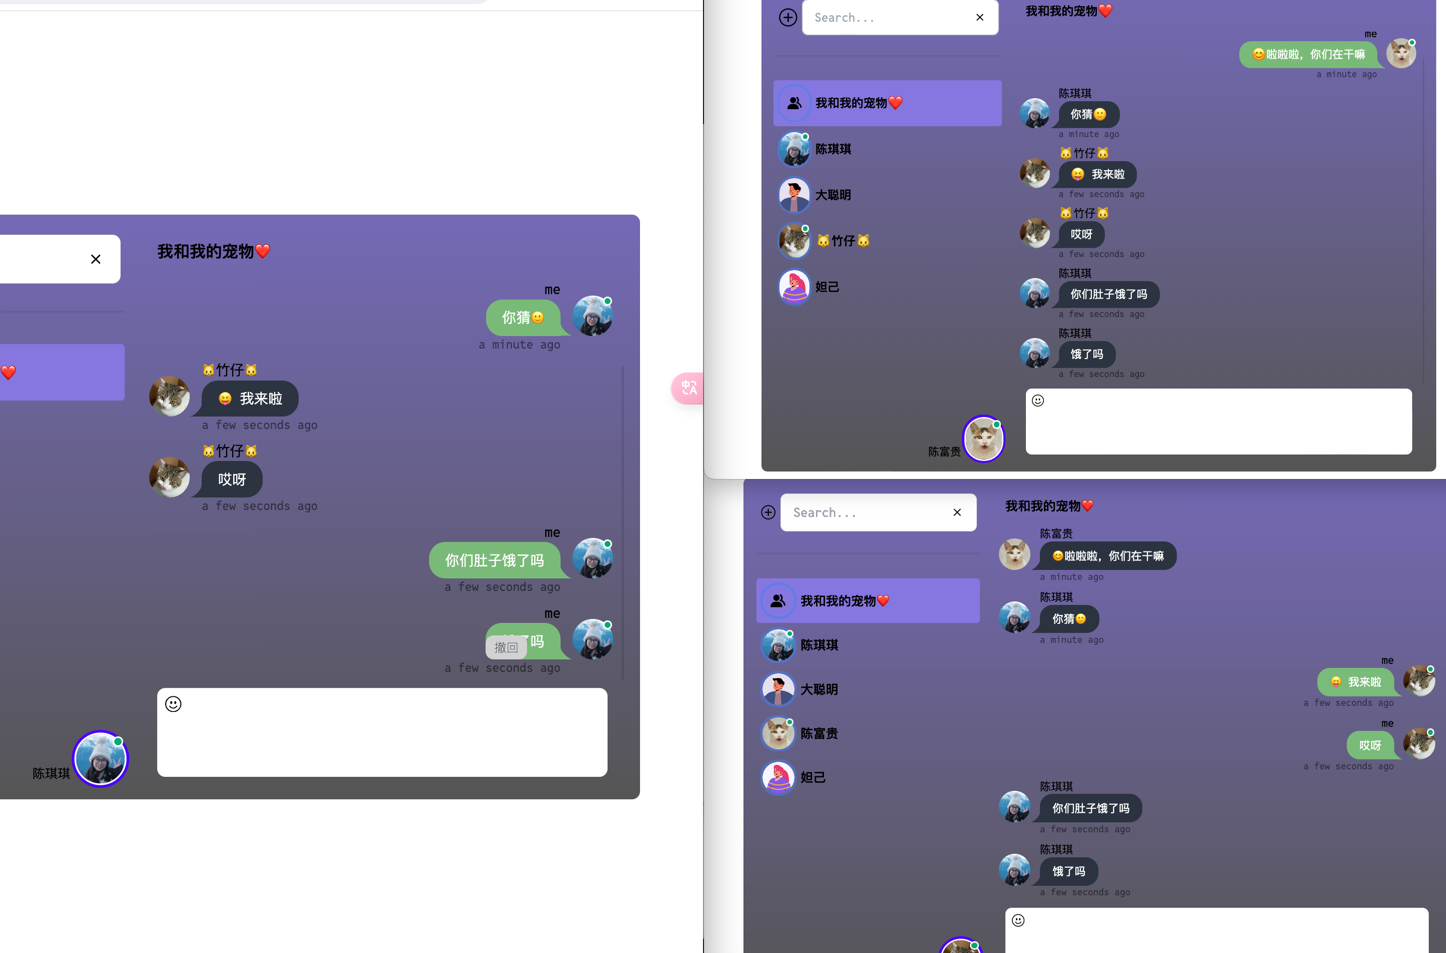 我和我的宠物❤️
me
你猜🙂
a minute ago
🐱竹仔🐱
😛 我来啦
a few seconds ago
🐱竹仔🐱
哎呀
a few seconds ago
me
你们肚子饿了吗
a few seconds ago
me
吗
撤回
a few seconds ago
陈琪琪
中
A
Search...
我和我的宠物❤️
陈琪琪
大聪明
🐱竹仔🐱
妲己
陈富贵
我和我的宠物❤️
me
😊啦啦啦，你们在干嘛
a minute ago
陈琪琪
你猜🙂
a minute ago
🐱竹仔🐱
😛 我来啦
a few seconds ago
🐱竹仔🐱
哎呀
a few seconds ago
陈琪琪
你们肚子饿了吗
a few seconds ago
陈琪琪
饿了吗
a few seconds ago
Search...
我和我的宠物❤️
陈琪琪
大聪明
陈富贵
妲己
我和我的宠物❤️
陈富贵
😊啦啦啦，你们在干嘛
a minute ago
陈琪琪
你猜🙂
a minute ago
me
😛 我来啦
a few seconds ago
me
哎呀
a few seconds ago
陈琪琪
你们肚子饿了吗
a few seconds ago
陈琪琪
饿了吗
a few seconds ago